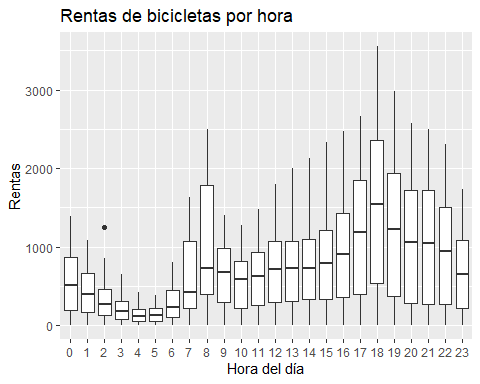 Rentas de bicicletas por hora
Rentas
3000
2000
1000
0
0 1 2 3 4 5 6 7 8 9 10 11 12 13 14 15 16 17 18 19 20 21 22 23
Hora del día